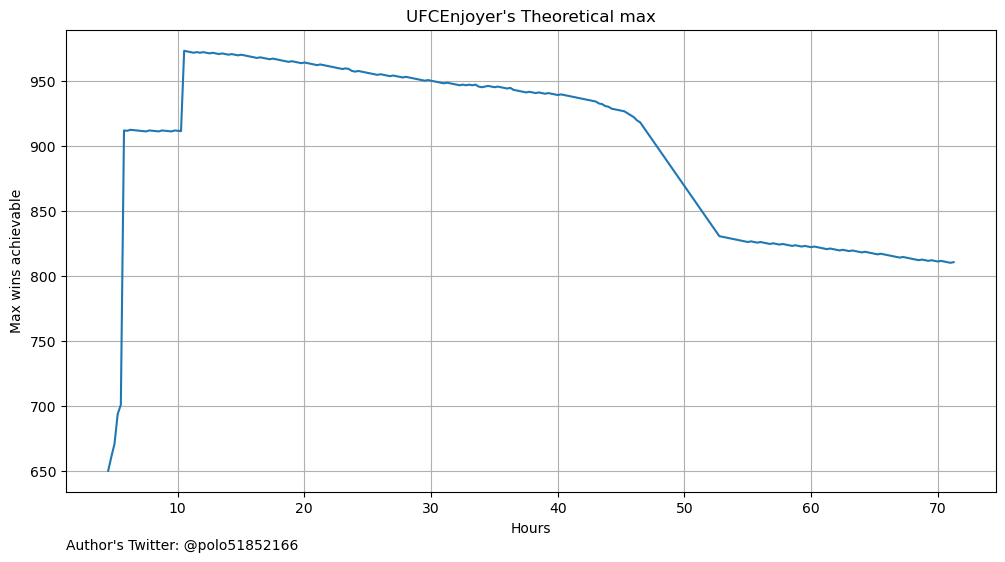 UFCEnjoyer's Theoretical max
Max wins achievable
950
900
850
800
750
700
650
10 20 30 40 50 60 70
Hours
Author's Twitter: @polo51852166